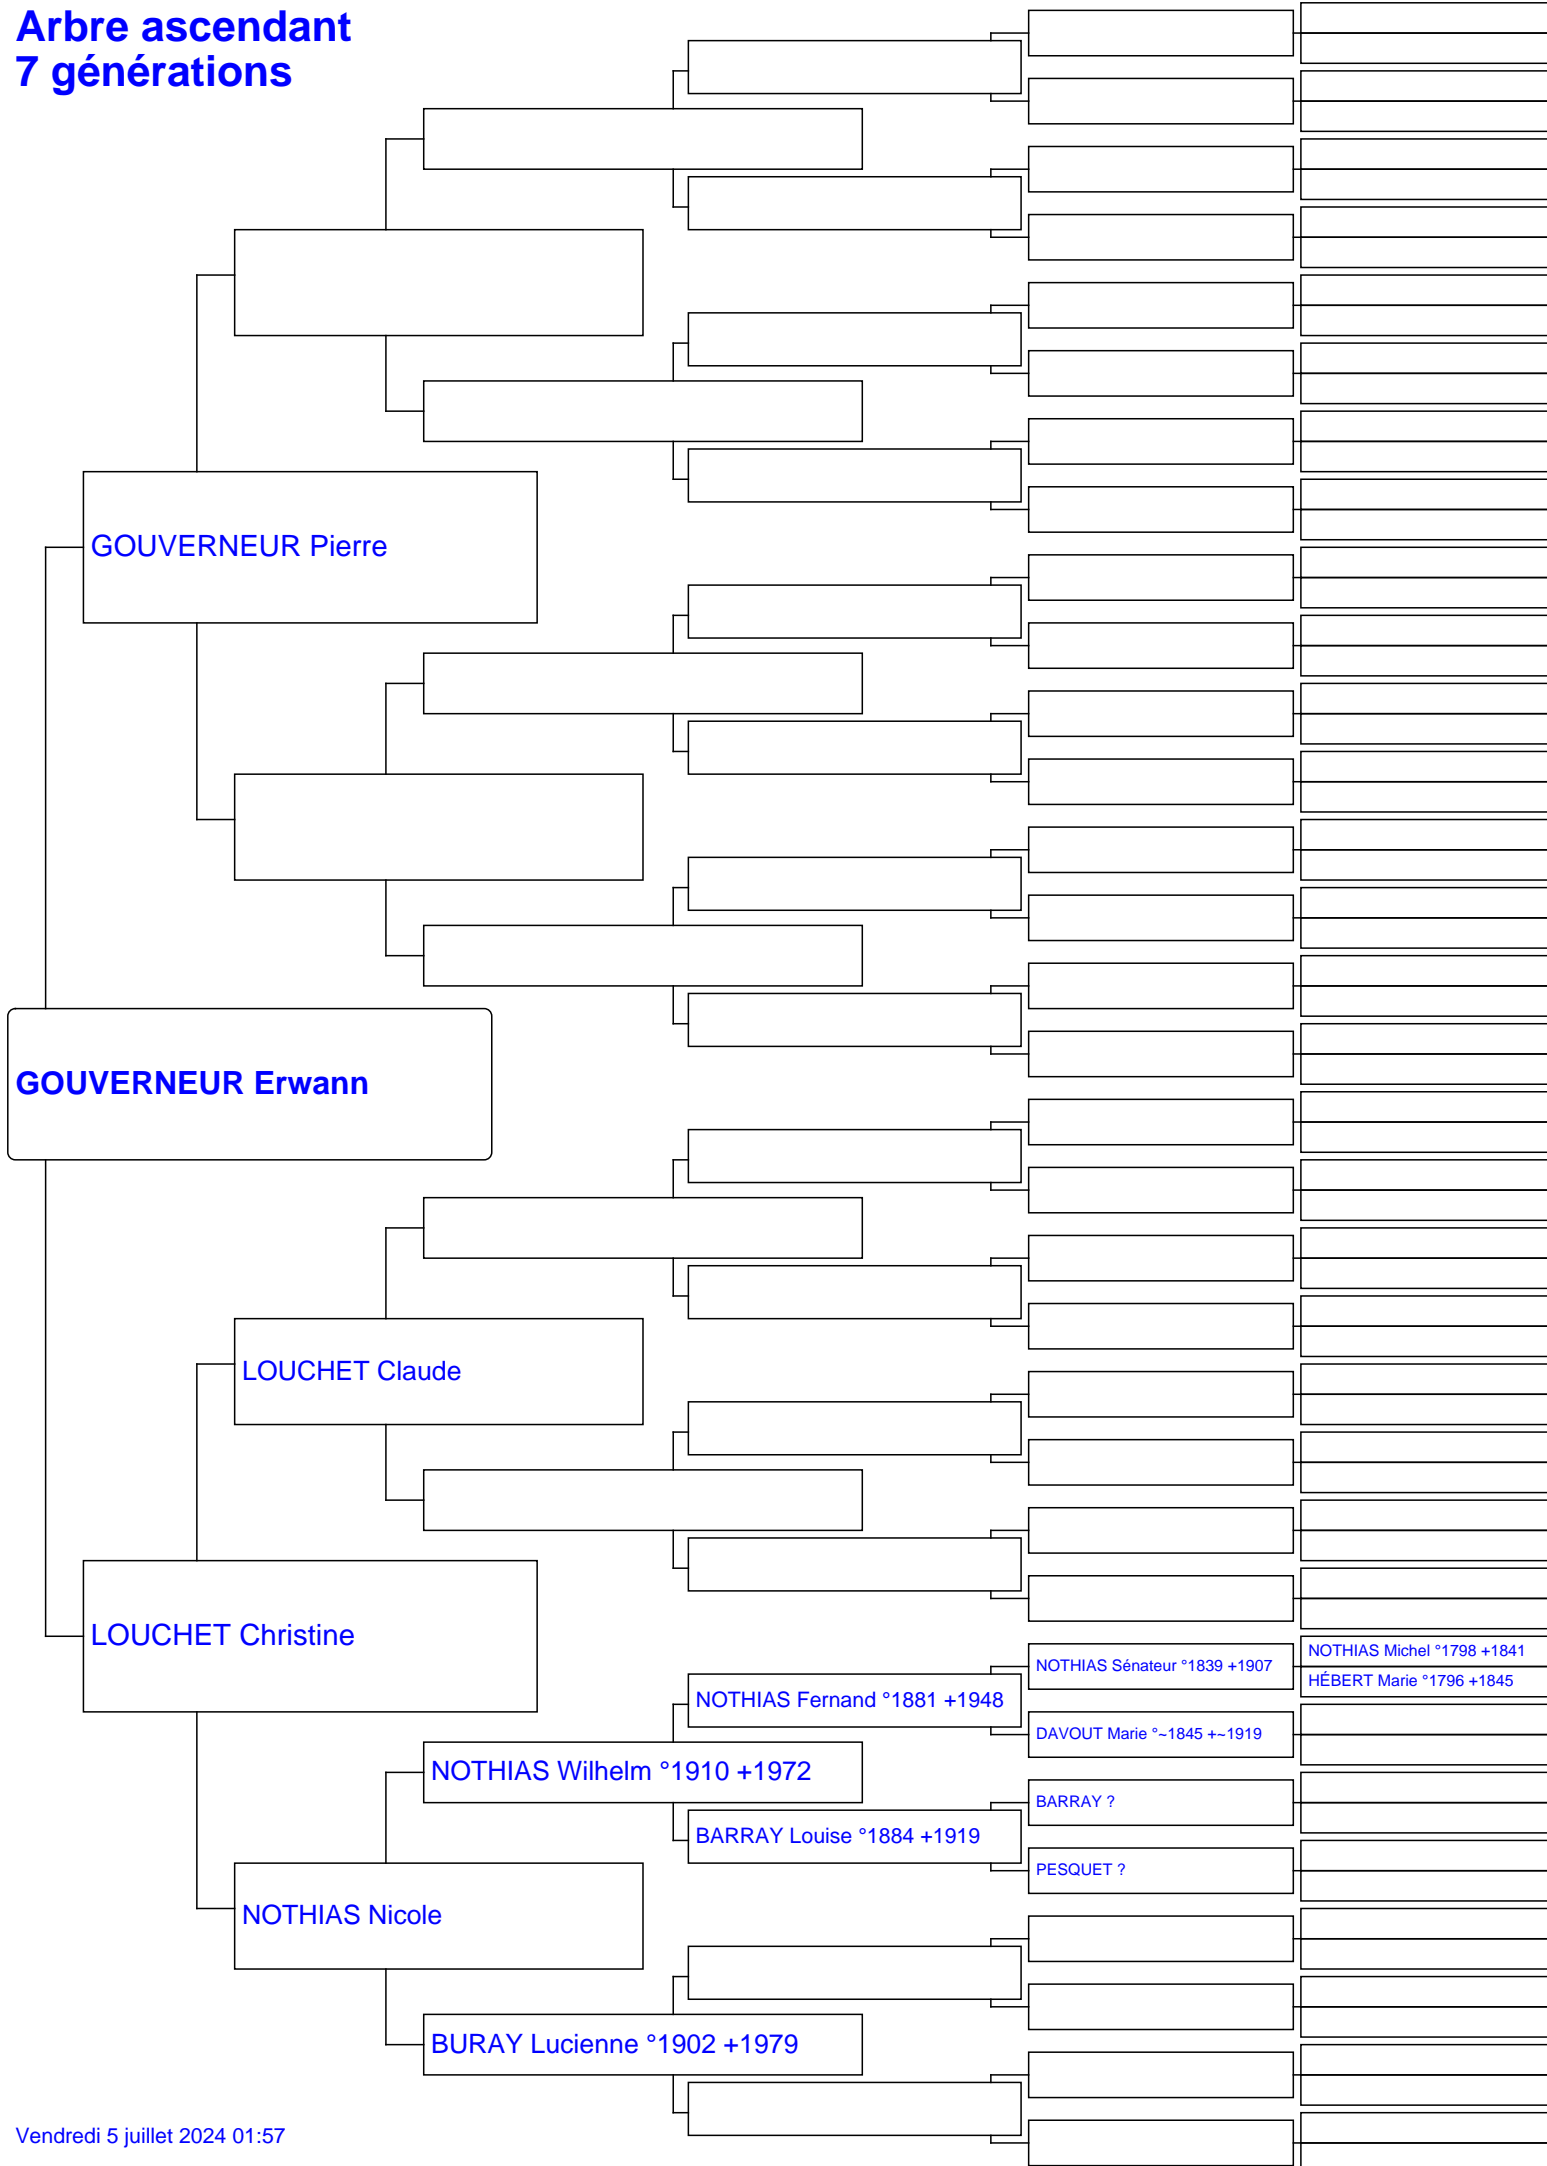 Arbre ascendant
7 générations
GOUVERNEUR Pierre
GOUVERNEUR Erwann
LOUCHET Claude
LOUCHET Christine
NOTHIAS Michel °1798 +1841
NOTHIAS Sénateur °1839 +1907
HÉBERT Marie °1796 +1845
NOTHIAS Fernand °1881 +1948
DAVOUT Marie °~1845 +~1919
NOTHIAS Wilhelm °1910 +1972
BARRAY ?
BARRAY Louise °1884 +1919
PESQUET ?
NOTHIAS Nicole
BURAY Lucienne °1902 +1979
Vendredi 5 juillet 2024 01:57